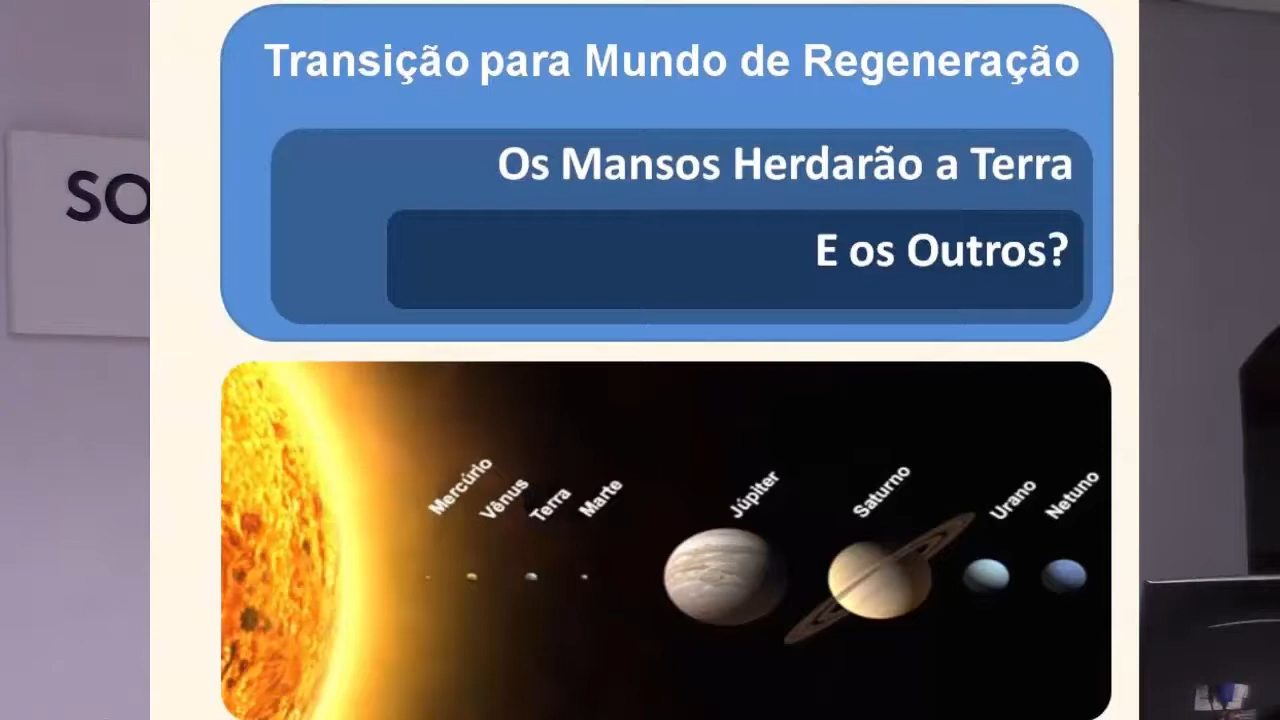 Transição para Mundo de Regeneração
Os Mansos Herdarão a Terra
E os Outros?
SO
Mercúrio
Vênus
Terra
Marte
Júpiter
Saturno
Urano
Netuno